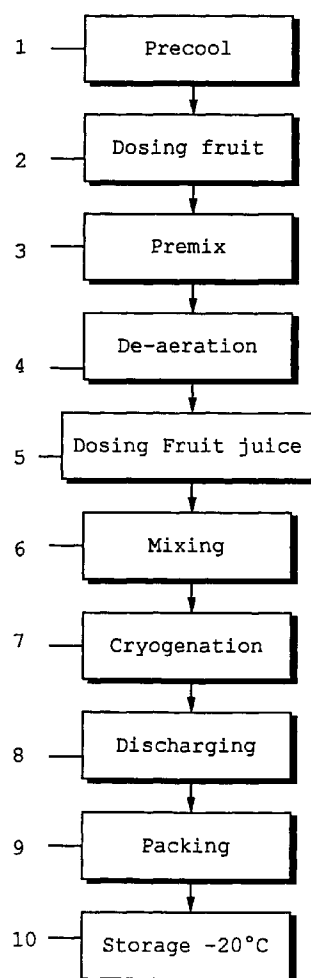 1 Precool
2 Dosing fruit
3 Premix
4 De-aeration
5 Dosing Fruit juice
6 Mixing
7 Cryogenation
8 Discharging
9 Packing
10 Storage -20°C